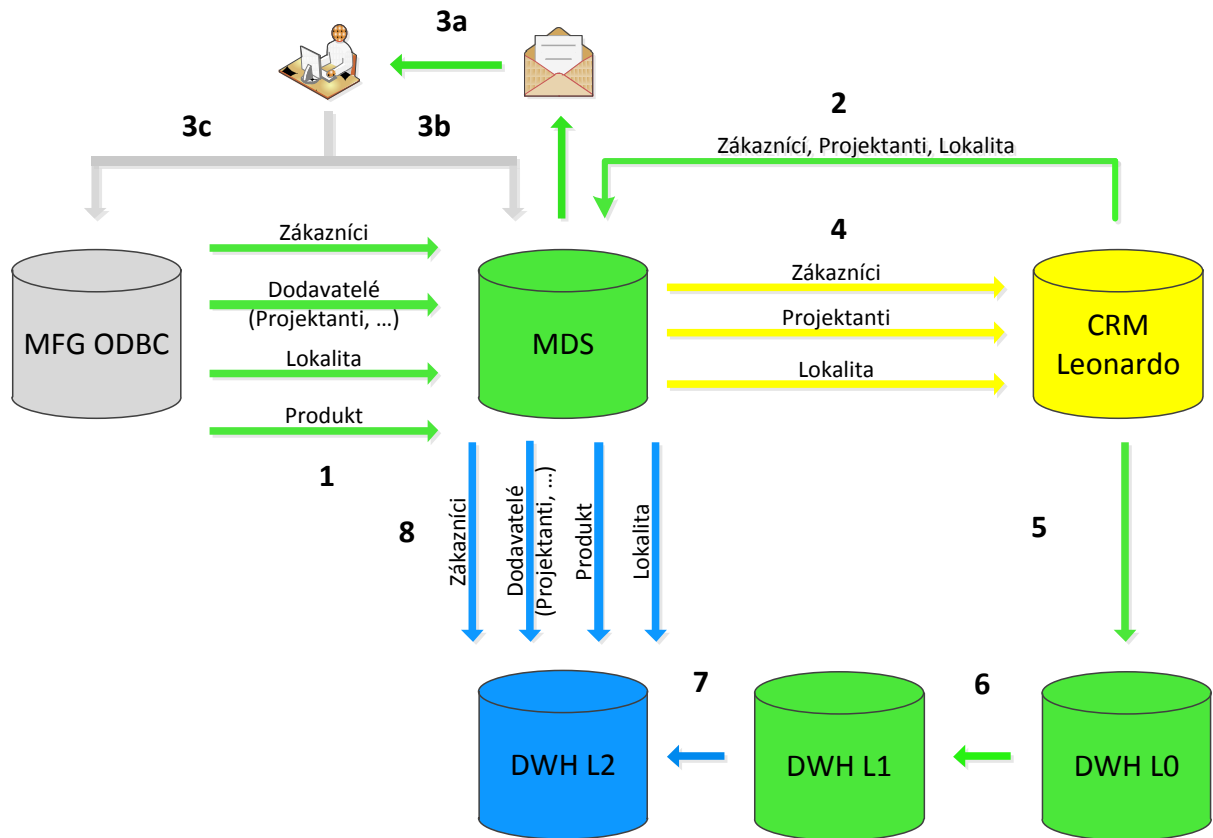 3a
3c
3b
2
Zákaznící, Projektanti, Lokalita
MFG ODBC
Zákazníci
Dodavatelé
(Projektanti, …)
Lokalita
Produkt
1
MDS
4
Zákazníci
Projektanti
Lokalita
CRM
Leonardo
8
Zákazníci
Dodavatelé
(Projektanti, …)
Produkt
Lokalita
5
DWH L2
7
DWH L1
6
DWH L0